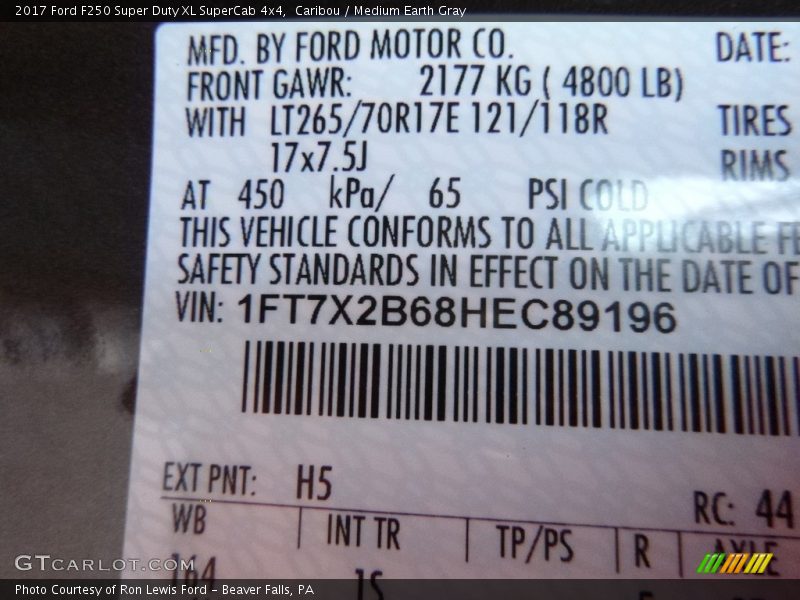 2017 Ford F250 Super Duty XL SuperCab 4x4, Caribou / Medium Earth Gray
MFD. BY FORD MOTOR CO. DATE:
FRONT GAWR: 2177 KG ( 4800 LB)
WITH LT265/70R17E 121/118R TIRES
17x7.5J RIMS
AT 450 kPa/ 65 PSI COLD
THIS VEHICLE CONFORMS TO ALL APPLICABLE FE
SAFETY STANDARDS IN EFFECT ON THE DATE OF
VIN: 1FT7X2B68HEC89196
EXT PNT: H5 RC: 44
WB INT TR TP/PS R AXLE
164 1S
GTCARLOT.COM
Photo Courtesy of Ron Lewis Ford - Beaver Falls, PA